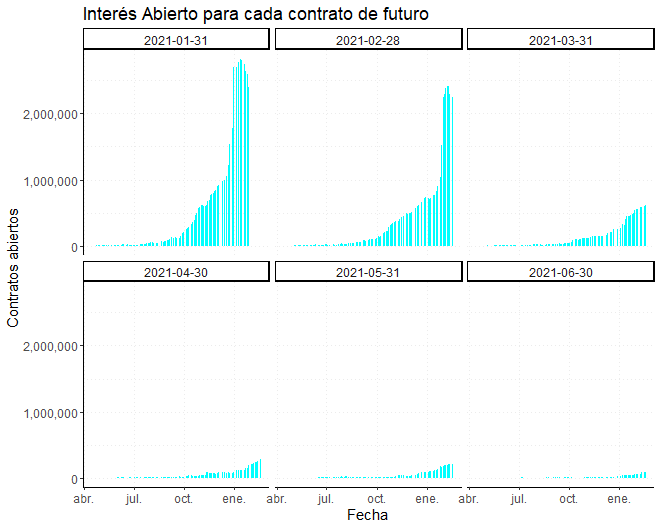 Interés Abierto para cada contrato de futuro
2021-01-31 2021-02-28 2021-03-31
2,000,000
1,000,000
0
Contratos abiertos
2021-04-30 2021-05-31 2021-06-30
2,000,000
1,000,000
0
abr. jul. oct. ene. abr. jul. oct. ene. abr. jul. oct. ene.
Fecha